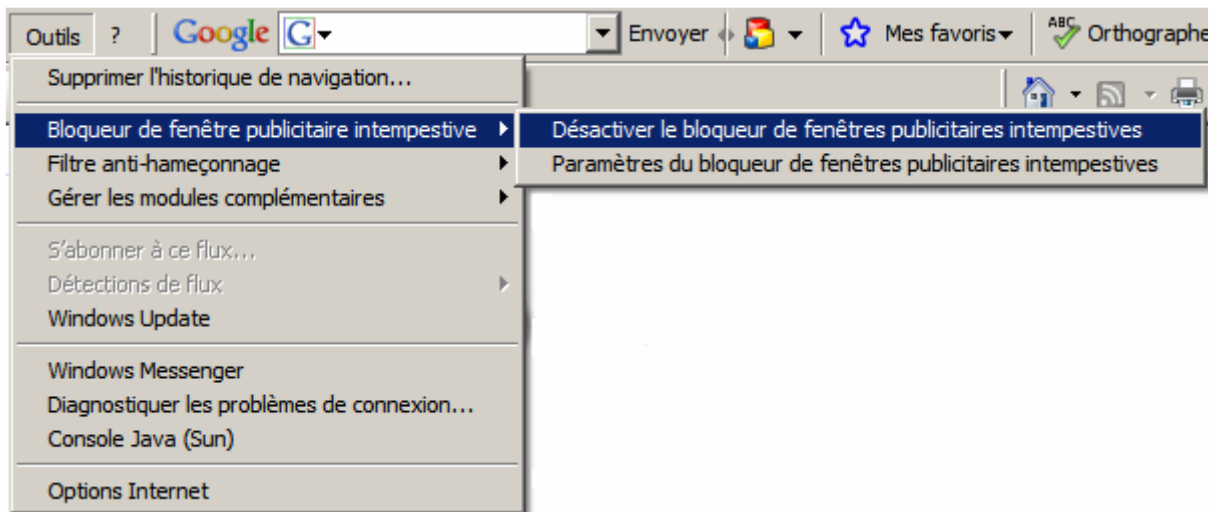 Outils ? Google G Envoyer Mes favoris ABC Orthographe
Supprimer l'historique de navigation...
Bloqueur de fenêtre publicitaire intempestive Désactiver le bloqueur de fenêtres publicitaires intempestives
Filtre anti-hameçonnage Paramètres du bloqueur de fenêtres publicitaires intempestives
Gérer les modules complémentaires
S'abonner à ce flux...
Détections de flux
Windows Update
Windows Messenger
Diagnostiquer les problèmes de connexion...
Console Java (Sun)
Options Internet